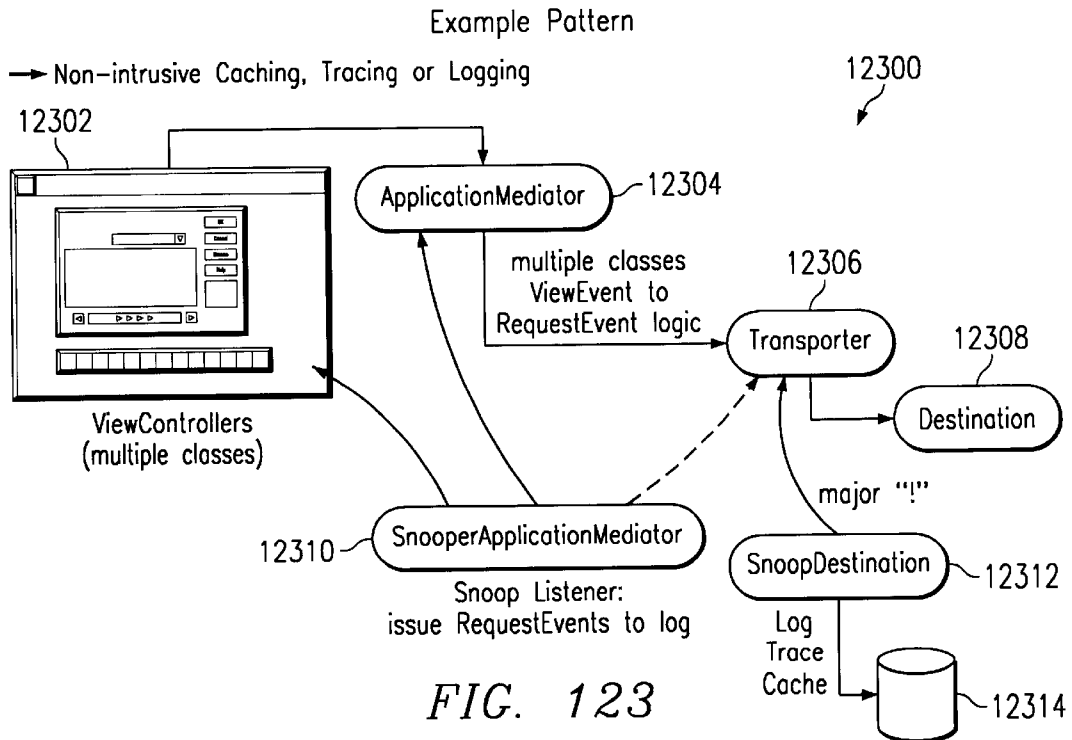 Example Pattern
Non-intrusive Caching, Tracing or Logging
12300
12302
ApplicationMediator
12304
multiple classes
ViewEvent to
RequestEvent logic
12306
Transporter
12308
Destination
ViewControllers
(multiple classes)
major "!"
12310
SnooperApplicationMediator
SnoopDestination
12312
Snoop Listener:
issue RequestEvents to log
Log
Trace
Cache
12314
FIG. 123